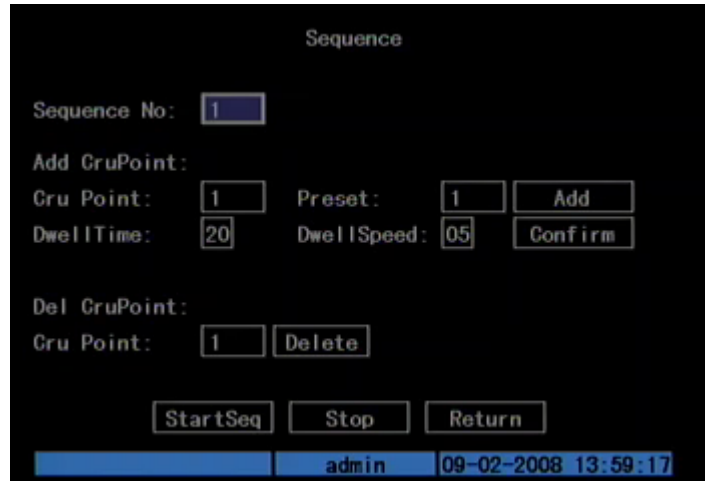 Sequence
Sequence No: 1
Add CruPoint:
Cru Point: 1 Preset: 1 Add
DwellTime: 20 DwellSpeed: 05 Confirm
Del CruPoint:
Cru Point: 1 Delete
StartSeq Stop Return
admin 09-02-2008 13:59:17